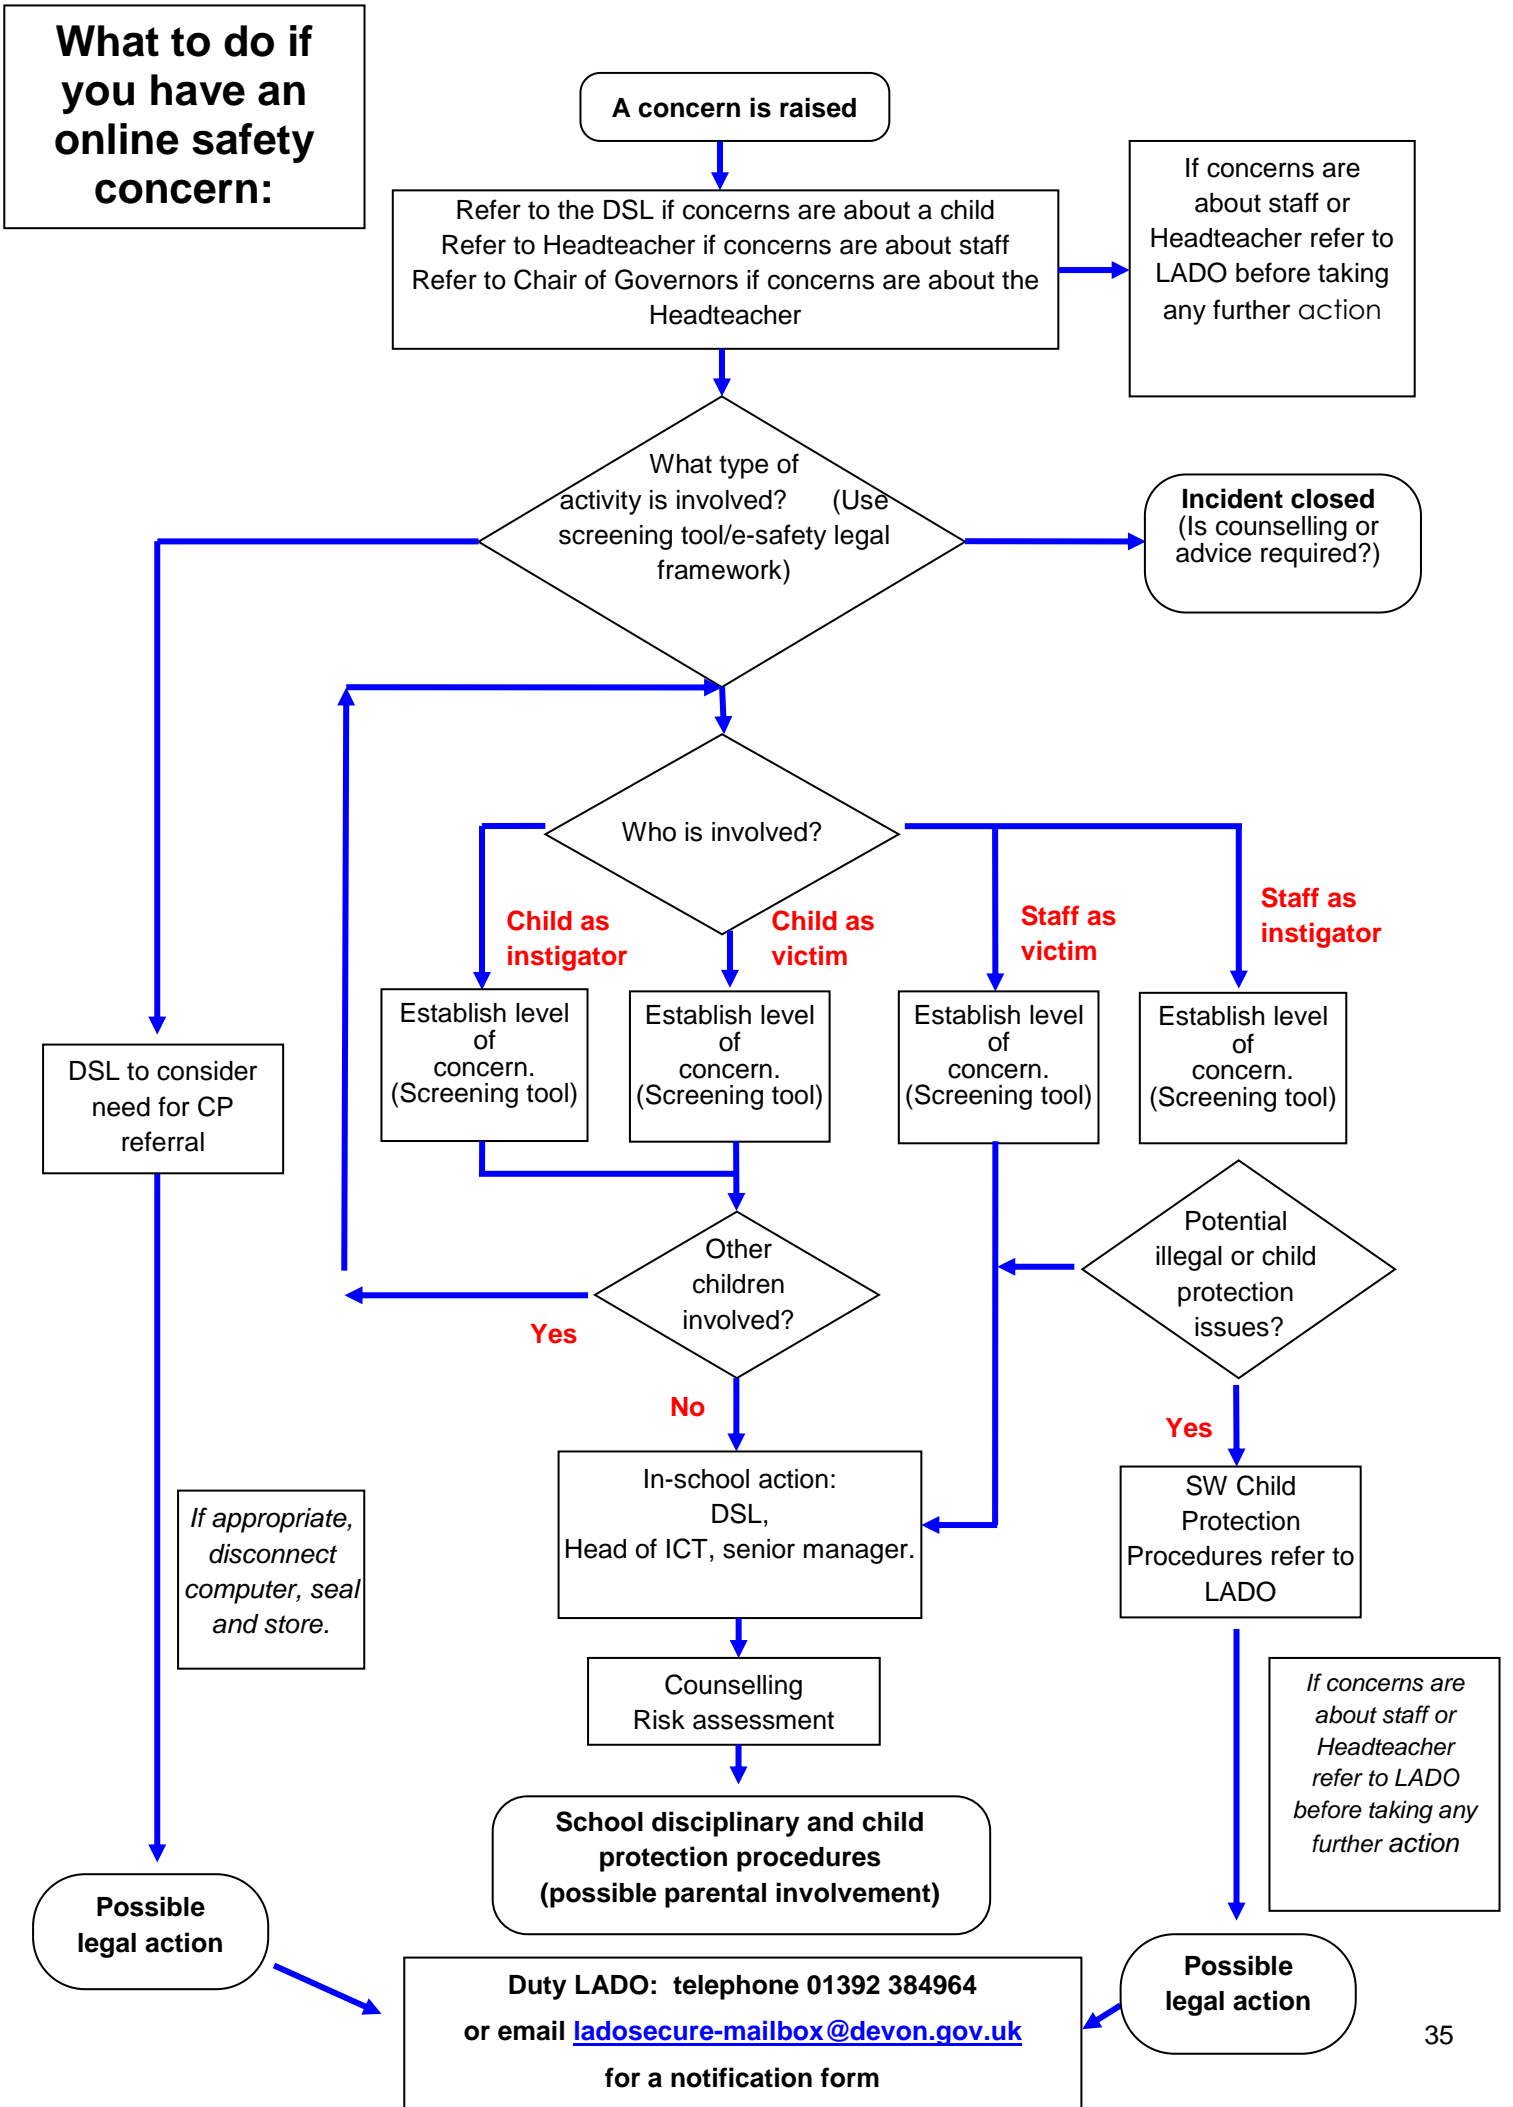 What to do if
you have an
online safety
concern:
A concern is raised
Refer to the DSL if concerns are about a child
Refer to Headteacher if concerns are about staff
Refer to Chair of Governors if concerns are about the
Headteacher
If concerns are
about staff or
Headteacher refer to
LADO before taking
any further action
What type of
activity is involved? (Use
screening tool/e-safety legal
framework)
Incident closed
(Is counselling or
advice required?)
Who is involved?
Child as
instigator
Child as
victim
Staff as
victim
Staff as
instigator
Establish level
of
concern.
(Screening tool)
Establish level
of
concern.
(Screening tool)
Establish level
of
concern.
(Screening tool)
Establish level
of
concern.
(Screening tool)
DSL to consider
need for CP
referral
Other
children
involved?
Potential
illegal or child
protection
issues?
Yes
No
Yes
In-school action:
DSL,
Head of ICT, senior manager.
SW Child
Protection
Procedures refer to
LADO
If appropriate,
disconnect
computer, seal
and store.
Counselling
Risk assessment
If concerns are
about staff or
Headteacher
refer to LADO
before taking any
further action
School disciplinary and child
protection procedures
(possible parental involvement)
Possible
legal action
Possible
legal action
Duty LADO: telephone 01392 384964
or email ladosecure-mailbox@devon.gov.uk
for a notification form
35